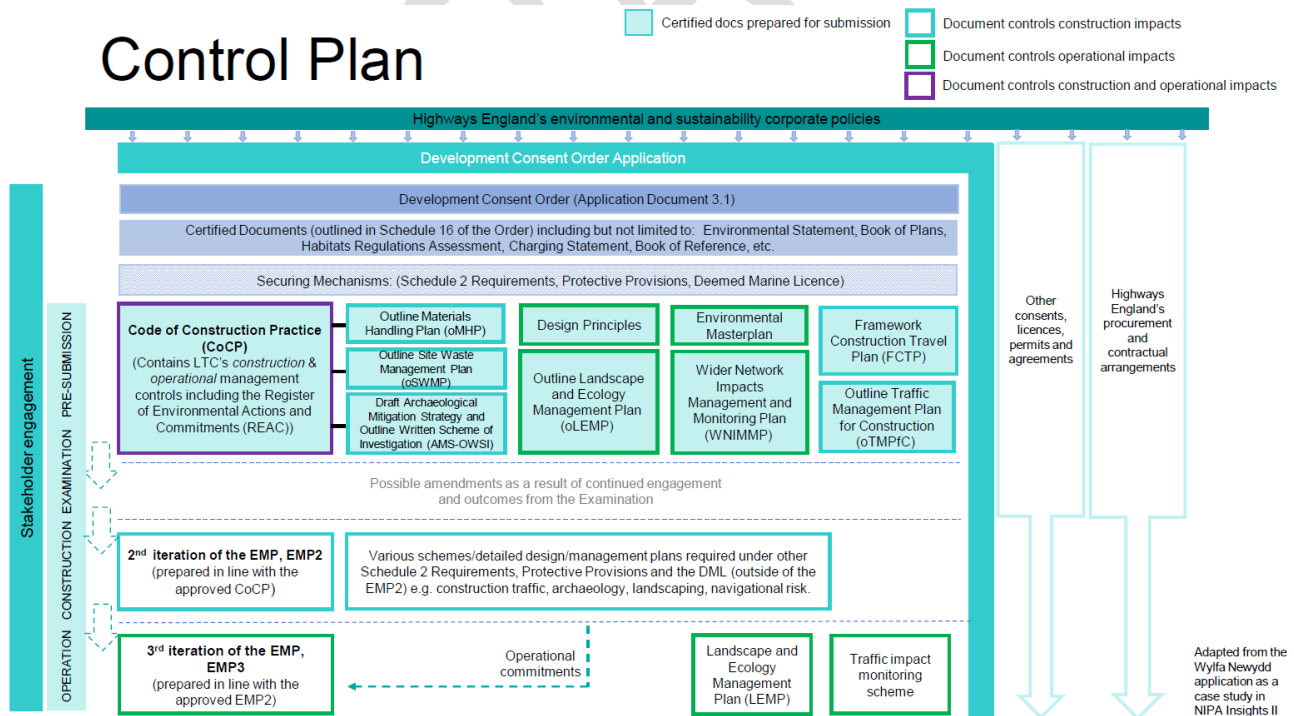 Certified docs prepared for submission
Document controls construction impacts
Document controls operational impacts
Document controls construction and operational impacts
Control Plan
Highways England's environmental and sustainability corporate policies
Development Consent Order Application
Development Consent Order (Application Document 3.1)
Certified Documents (outlined in Schedule 16 of the Order) including but not limited to: Environmental Statement, Book of Plans,
Habitats Regulations Assessment, Charging Statement, Book of Reference, etc.
Securing Mechanisms: (Schedule 2 Requirements, Protective Provisions, Deemed Marine Licence)
Stakeholder engagement
PRE-SUBMISSION
EXAMINATION
CONSTRUCTION
OPERATION
Code of Construction Practice
(CoCP)
(Contains LTC's construction &
operational management
controls including the Register
of Environmental Actions and
Commitments (REAC))
Outline Materials
Handling Plan (oMHP)
Outline Site Waste
Management Plan
(oSWMP)
Draft Archaeological
Mitigation Strategy and
Outline Written Scheme of
Investigation (AMS-OWSI)
Design Principles
Outline Landscape
and Ecology
Management Plan
(oLEMP)
Environmental
Masterplan
Wider Network
Impacts
Management and
Monitoring Plan
(WNIMMP)
Framework
Construction Travel
Plan (FCTP)
Outline Traffic
Management Plan
for Construction
(oTMPfC)
Other
consents,
licences,
permits and
agreements
Highways
England's
procurement
and
contractual
arrangements
Possible amendments as a result of continued engagement
and outcomes from the Examination
2nd iteration of the EMP, EMP2
(prepared in line with the
approved CoCP)
Various schemes/detailed design/management plans required under other
Schedule 2 Requirements, Protective Provisions and the DML (outside of the
EMP2) e.g. construction traffic, archaeology, landscaping, navigational risk.
3rd iteration of the EMP,
EMP3
(prepared in line with the
approved EMP2)
Operational
commitments
Landscape and
Ecology
Management
Plan (LEMP)
Traffic impact
monitoring
scheme
Adapted from the
Wylfa Newydd
application as a
case study in
NIPA Insights II